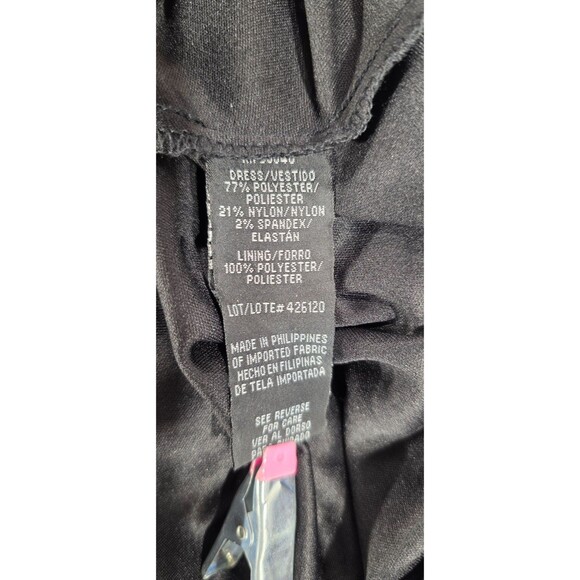 DRESS/VESTIDO
77% POLYESTER/
POLIESTER
21% NYLON/NYLON
2% SPANDEX/
ELASTÁN
LINING/FORRO
100% POLYESTER/
POLIESTER
LOT/LOTE# 426120
MADE IN PHILIPPINES
OF IMPORTED FABRIC
HECHO EN FILIPINAS
DE TELA IMPORTADA
SEE REVERSE
FOR CARE
VER AL DORSO